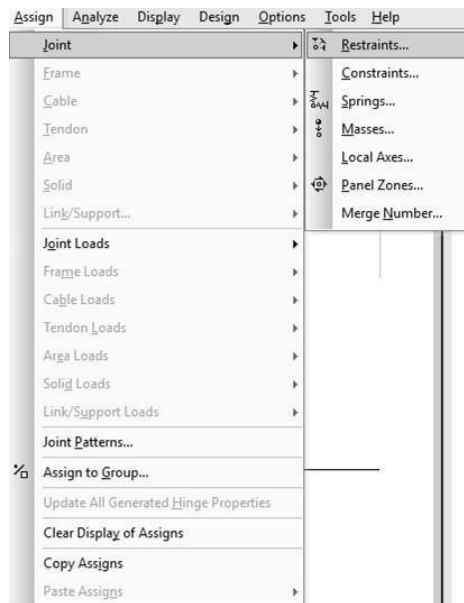 Assign Analyze Display Design Options Tools Help
Joint
Frame
Cable
Tendon
Area
Solid
Link/Support...
Joint Loads
Frame Loads
Cable Loads
Tendon Loads
Area Loads
Solid Loads
Link/Support Loads
Joint Patterns...
Assign to Group...
Update All Generated Hinge Properties
Clear Display of Assigns
Copy Assigns
Paste Assigns
Restraints...
Constraints...
Springs...
Masses...
Local Axes...
Panel Zones...
Merge Number...